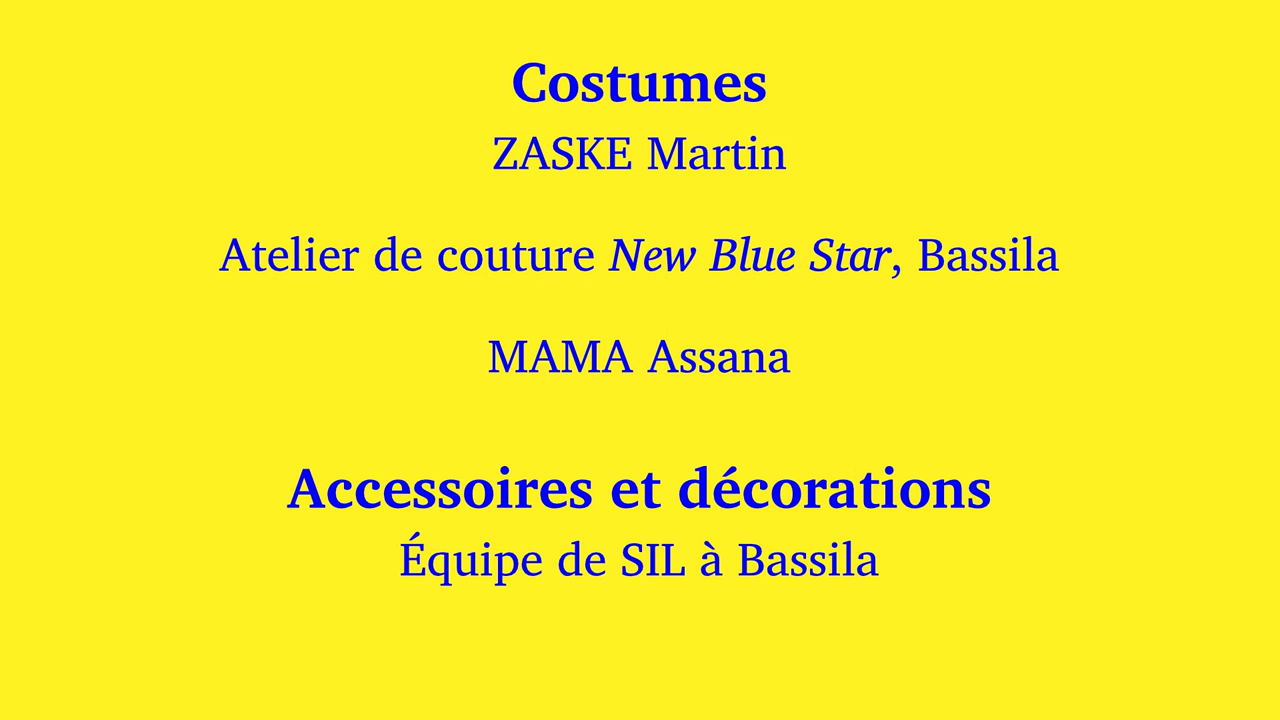 Costumes
ZASKE Martin
Atelier de couture New Blue Star, Bassila
MAMA Assana
Accessoires et décorations
Équipe de SIL à Bassila